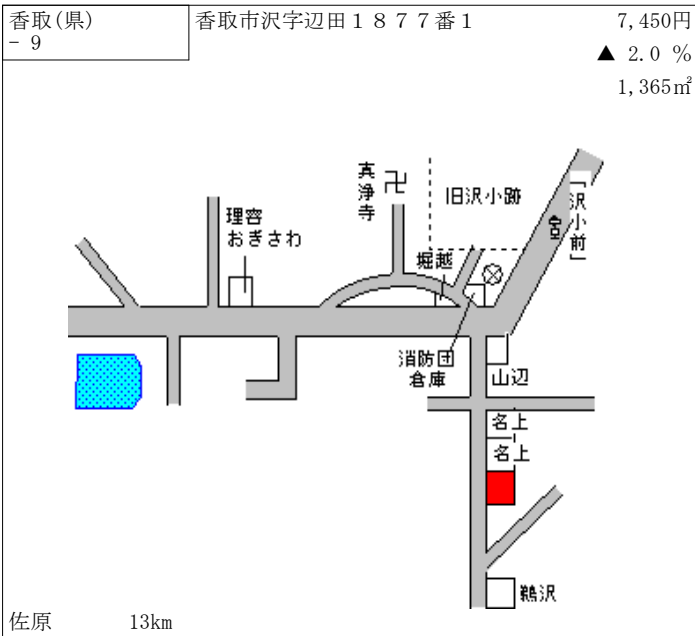 香取(県)
- 9
香取市沢字辺田１８７７番１
7,450円
▲ 2.0 %
1,365㎡
真浄寺
卍
旧沢小跡
「沢小前」
理容
おぎさわ
堀越
消防団
倉庫
山辺
名上
名上
鵜沢
佐原 13km